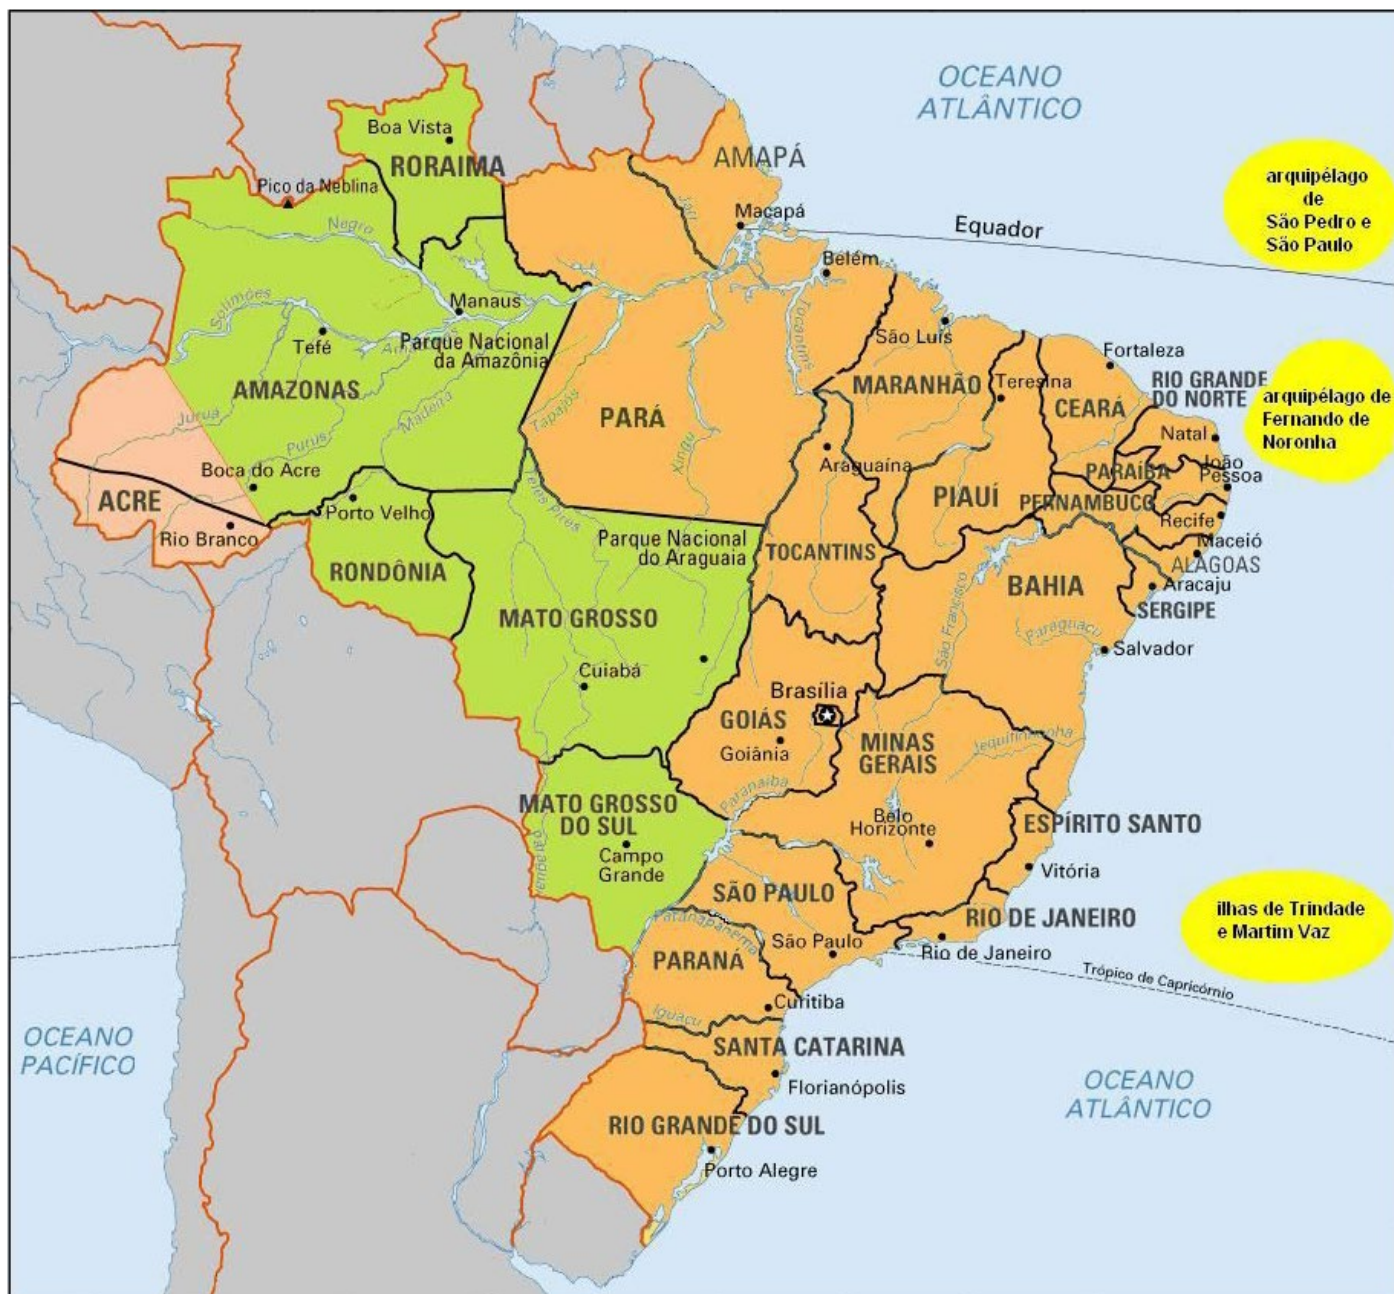 OCEANO
ATLÂNTICO
Boa Vista
RORAIMA
AMAPÁ
arquipélago
de
São Pedro e
São Paulo
Pico da Neblina
Negro
Jari
Macapá
Equador
Belém
Solimões
Manaus
Tocantins
São Luís
Fortaleza
Tefé
Parque Nacional
da Amazônia
MARANHÃO
Teresina
CEARÁ
RIO GRANDE
DO NORTE
arquipélago de
Fernando de
Noronha
AMAZONAS
Juruá
Purus
Madeira
Tapajós
PARÁ
Xingu
Natal
Araguaína
PARAÍBA
João
Pessoa
Boca do Acre
ACRE
Porto Velho
Teles Pires
PIAUÍ
PERNAMBUCO
Recife
Rio Branco
Parque Nacional
do Araguaia
TOCANTINS
Maceió
ALAGOAS
RONDÔNIA
BAHIA
Aracaju
SERGIPE
MATO GROSSO
São Francisco
Paraguaçu
Salvador
Cuiabá
Brasília
GOIÁS
Goiânia
MINAS
GERAIS
Jequitinhonha
Paranaíba
MATO GROSSO
DO SUL
Paraguai
Campo
Grande
Belo
Horizonte
ESPÍRITO SANTO
Vitória
SÃO PAULO
RIO DE JANEIRO
ilhas de Trindade
e Martim Vaz
Paranapanema
São Paulo
Rio de Janeiro
PARANÁ
Trópico de Capricórnio
Curitiba
Iguaçu
OCEANO
PACÍFICO
SANTA CATARINA
Florianópolis
OCEANO
ATLÂNTICO
RIO GRANDE DO SUL
Porto Alegre